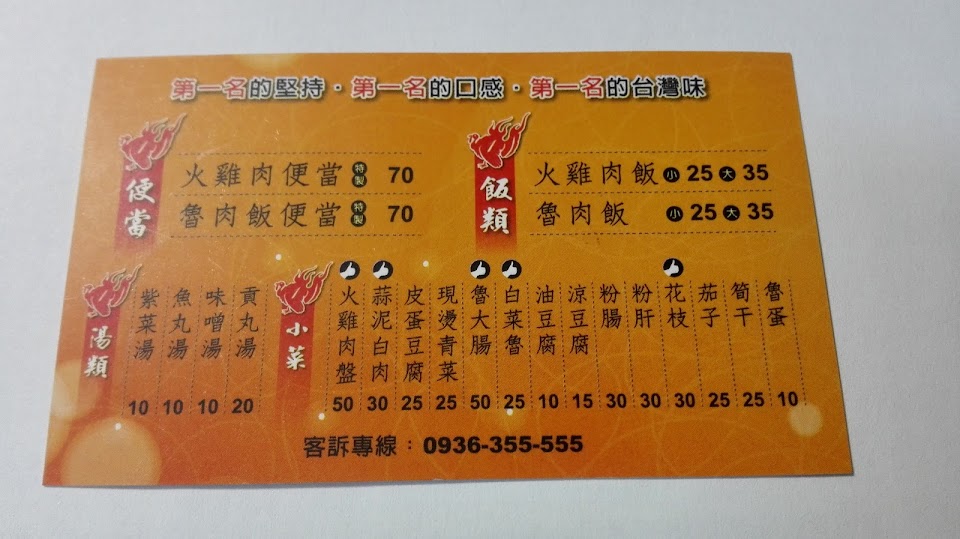 第一名的堅持・第一名的口感・第一名的台灣味
便當
火雞肉便當 特製 70
魯肉飯便當 特製 70
飯類
火雞肉飯 小 25 大 35
魯肉飯 小 25 大 35
湯類
紫菜湯 10
魚丸湯 10
味噌湯 10
貢丸湯 20
小菜
火雞肉盤 50
蒜泥白肉 30
皮蛋豆腐 25
現燙青菜 25
魯大腸 50
白菜魯 25
油豆腐 10
涼豆腐 15
粉腸 30
粉肝 30
花枝 30
茄子 25
筍干 25
魯蛋 10
客訴專線：0936-355-555